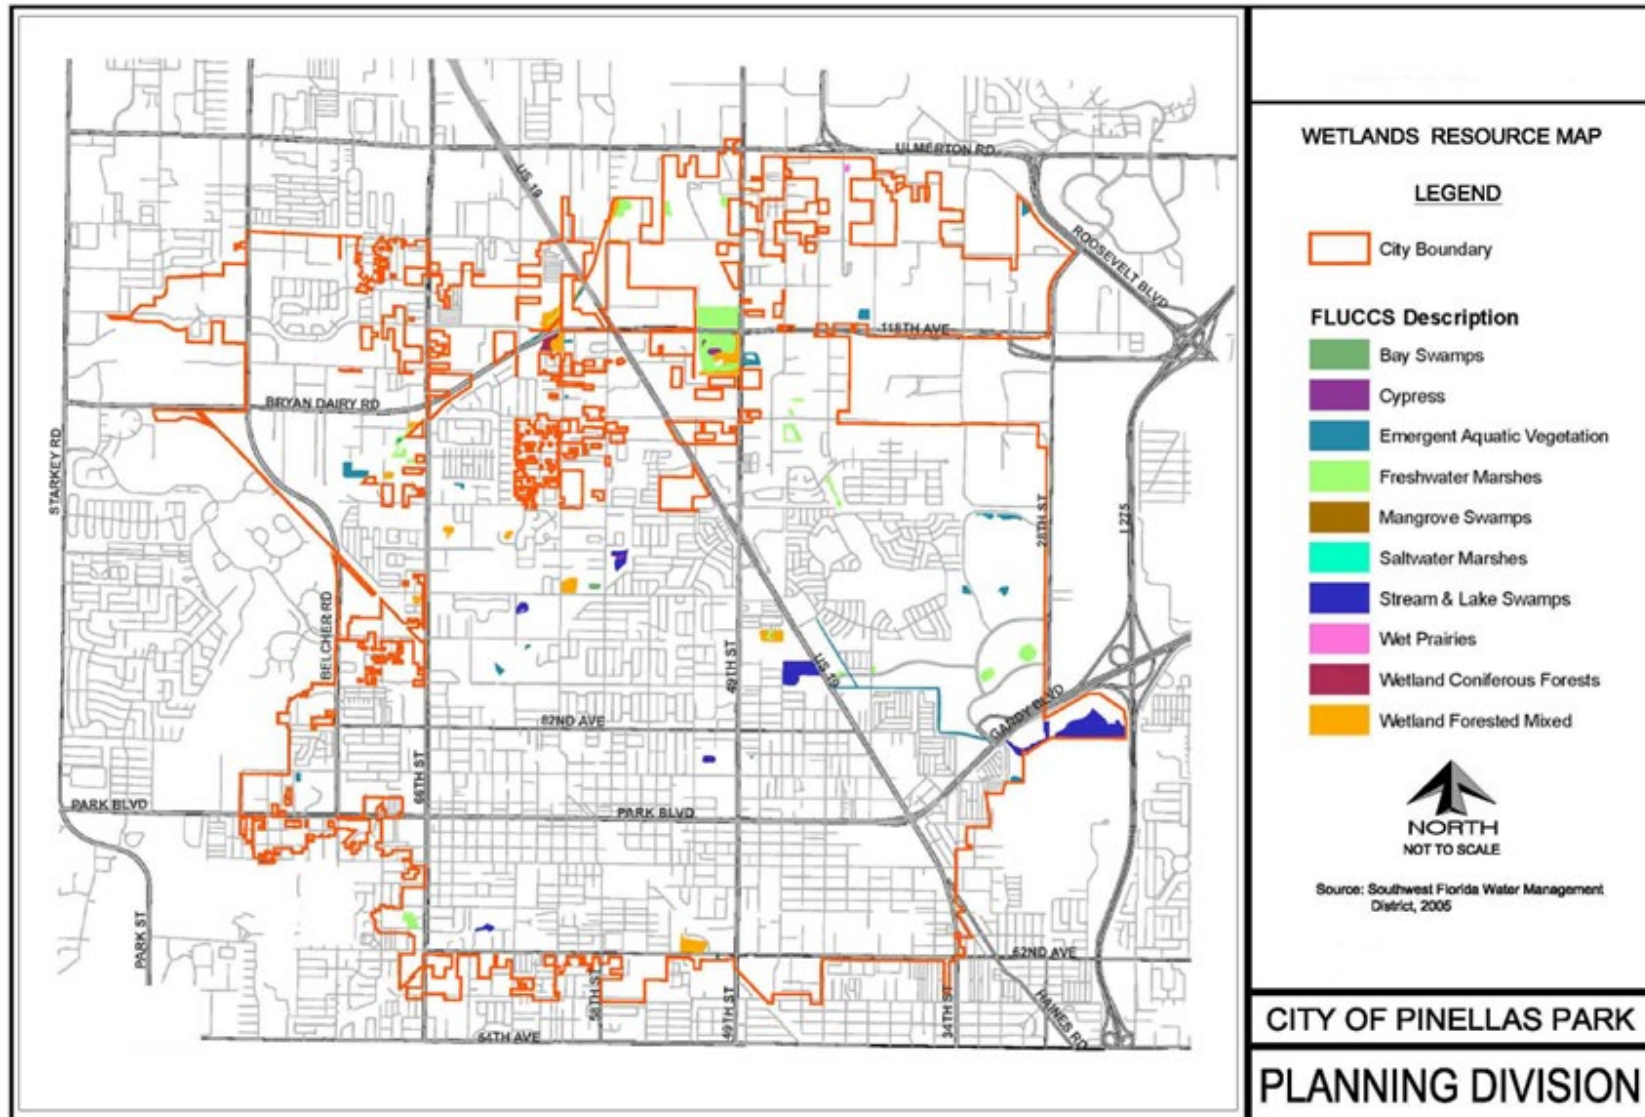 ULMERTON RD
US 19
ROOSEVELT BLVD
118TH AVE
BRYAN DAIRY RD
STARKEY RD
28TH ST
I 275
BELCHER RD
49TH ST
US 19
82ND AVE
GARDY BLVD
66TH ST
PARK BLVD
PARK BLVD
PARK ST
62ND AVE
58TH ST
49TH ST
34TH ST
HAINES RD
54TH AVE
WETLANDS RESOURCE MAP
LEGEND
City Boundary
FLUCCS Description
Bay Swamps
Cypress
Emergent Aquatic Vegetation
Freshwater Marshes
Mangrove Swamps
Saltwater Marshes
Stream & Lake Swamps
Wet Prairies
Wetland Coniferous Forests
Wetland Forested Mixed
NORTH
NOT TO SCALE
Source: Southwest Florida Water Management
District, 2005
CITY OF PINELLAS PARK
PLANNING DIVISION